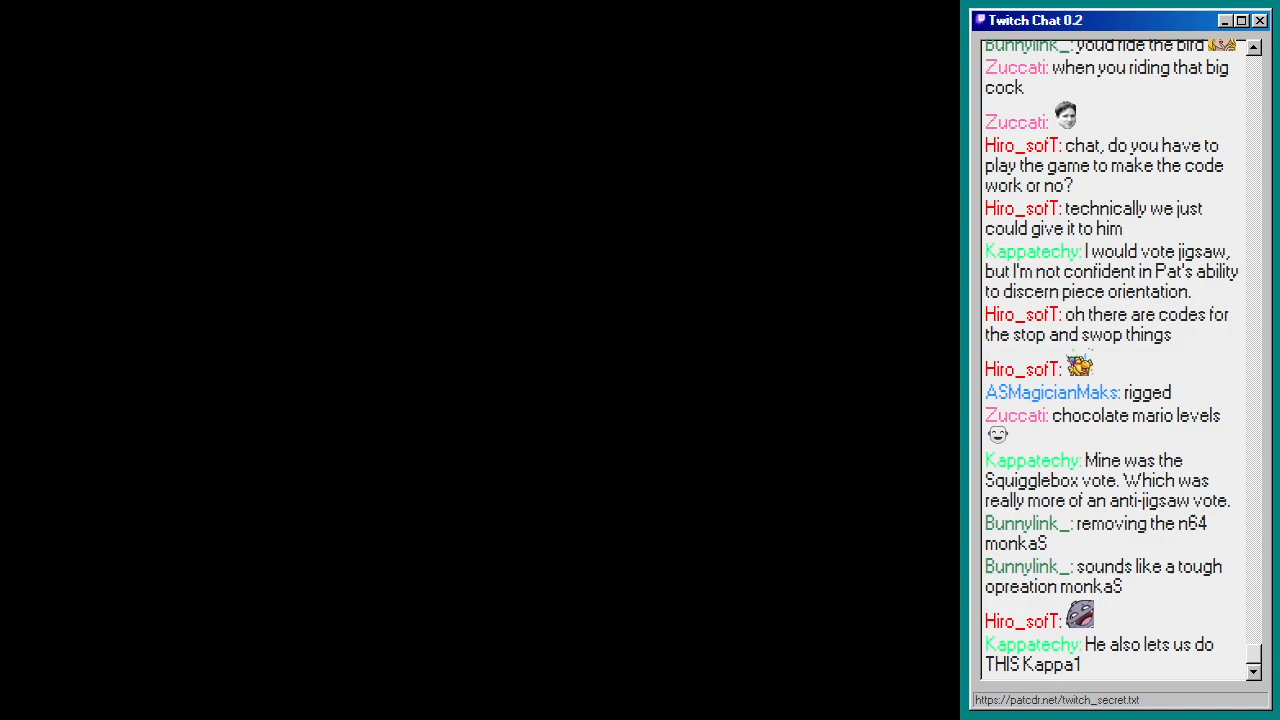 Twitch Chat 0.2
Bunnylink_: youd ride the bird
Zuccati: when you riding that big
cock
Zuccati:
Hiro_sofT: chat, do you have to
play the game to make the code
work or no?
Hiro_sofT: technically we just
could give it to him
Kappatechy: I would vote jigsaw,
but I'm not confident in Pat's ability
to discern piece orientation.
Hiro_sofT: oh there are codes for
the stop and swop things
Hiro_sofT:
ASMagicianMaks: rigged
Zuccati: chocolate mario levels
Kappatechy: Mine was the
Squigglebox vote. Which was
really more of an anti-jigsaw vote.
Bunnylink_: removing the n64
monkaS
Bunnylink_: sounds like a tough
opreation monkaS
Hiro_sofT:
Kappatechy: He also lets us do
THIS Kappa1
https://patcdr.net/twitch_secret.txt